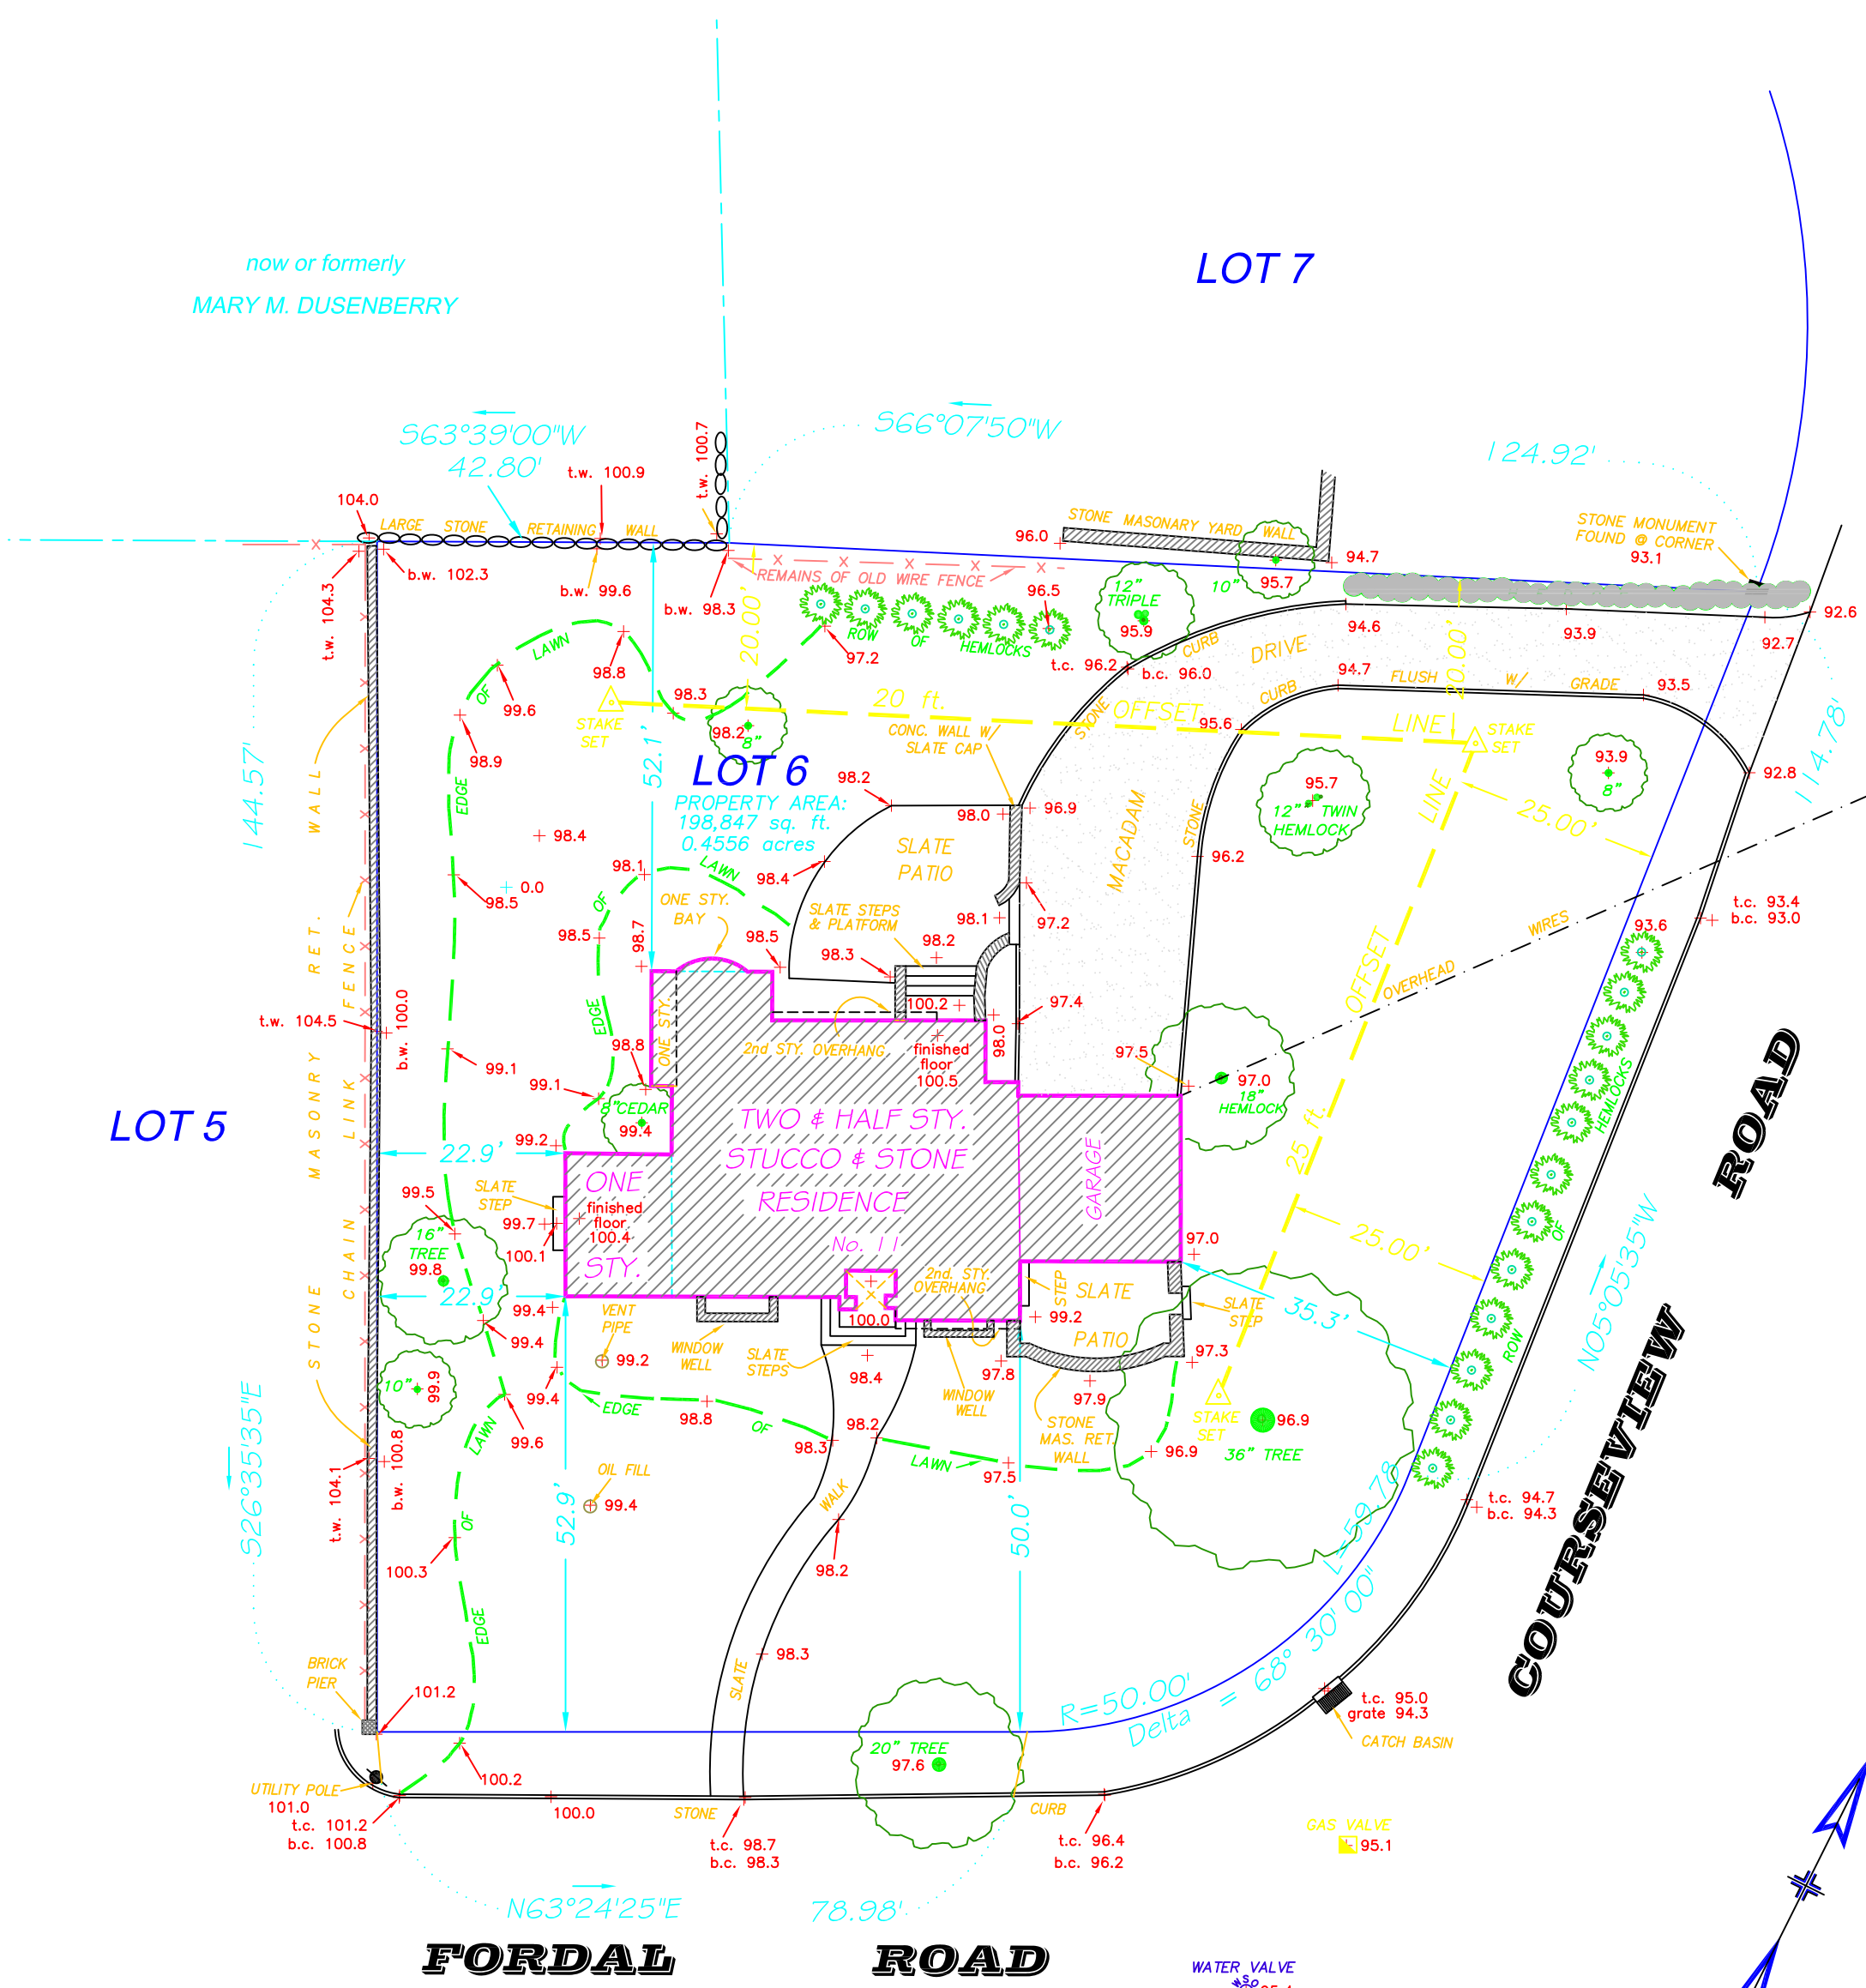 now or formerly
MARY M. DUSENBERRY
LOT 7
S63°39'00"W
42.80'
S66°07'50"W
124.92'
t.w. 100.9
t.w. 100.7
104.0
LARGE STONE RETAINING WALL
STONE MASONARY YARD WALL
STONE MONUMENT
FOUND @ CORNER
93.1
96.0
94.7
t.w. 104.3
b.w. 102.3
b.w. 99.6
b.w. 98.3
REMAINS OF OLD WIRE FENCE
96.5
12" TRIPLE
95.9
10"
95.7
ROW OF HEMLOCKS
97.2
20.00'
LAWN
98.8
98.3
99.6
OF
98.9
EDGE
STAKE
SET
98.2
8"
20 ft. OFFSET LINE
t.c. 96.2
b.c. 96.0
CURB
STONE
DRIVE
94.6
93.9
92.7
92.6
94.7
CURB
FLUSH W/ GRADE
93.5
20.00'
95.6
STAKE
SET
CONC. WALL W/
SLATE CAP
LOT 6
PROPERTY AREA:
198,847 sq. ft.
0.4556 acres
98.2
98.0
96.9
95.7
12" TWIN
HEMLOCK
93.9
8"
92.8
114.78'
LINE
25.00'
144.57'
98.4
0.0
98.5
98.1
LAWN
98.4
SLATE
PATIO
MACADAM
STONE
96.2
ONE STY.
BAY
OF
98.5
98.7
98.5
SLATE STEPS
& PLATFORM
98.1
97.2
98.2
98.3
100.2
97.4
98.0
52.1'
t.c. 93.4
b.c. 93.0
93.6
WIRES
OVERHEAD
OFFSET
t.w. 104.5
b.w. 100.0
STONE MASONRY RET. WALL
CHAIN LINK FENCE
99.1
99.1
EDGE
98.8
ONE STY.
2nd STY. OVERHANG
finished
floor
100.5
97.5
97.0
18"
HEMLOCK
HEMLOCKS
8"CEDAR
99.4
99.2
LOT 5
22.9'
TWO & HALF STY.
STUCCO & STONE
RESIDENCE
No. 11
GARAGE
25 ft.
ROAD
SLATE
STEP
99.5
99.7
100.1
ONE
finished
floor
100.4
STY.
16"
TREE
99.8
22.9'
99.4
99.4
VENT
PIPE
99.2
WINDOW
WELL
SLATE
STEPS
100.0
98.4
2nd. STY.
OVERHANG
STEP
SLATE
PATIO
99.2
97.0
SLATE
STEP
97.3
35.3'
25.00'
OF
ROW
N05°05'35"W
10"
99.9
99.4
EDGE
98.8
OF
98.3
98.2
97.8
97.9
WINDOW
WELL
STONE
MAS. RET.
WALL
STAKE
SET
96.9
36" TREE
99.6
LAWN
LAWN
97.5
96.9
t.w. 104.1
b.w. 100.8
S26°35'35"E
OIL FILL
99.4
52.9'
50.0'
WALK
98.2
100.3
OF
EDGE
L=59.78
t.c. 94.7
b.c. 94.3
COURSEVIEW
BRICK
PIER
101.2
SLATE
98.3
R=50.00'
Delta = 68° 30' 00"
t.c. 95.0
grate 94.3
CATCH BASIN
20" TREE
97.6
100.2
UTILITY POLE
101.0
t.c. 101.2
b.c. 100.8
100.0
STONE
CURB
t.c. 98.7
b.c. 98.3
t.c. 96.4
b.c. 96.2
GAS VALVE
95.1
N63°24'25"E
78.98'
FORDAL ROAD
WATER VALVE
WSO